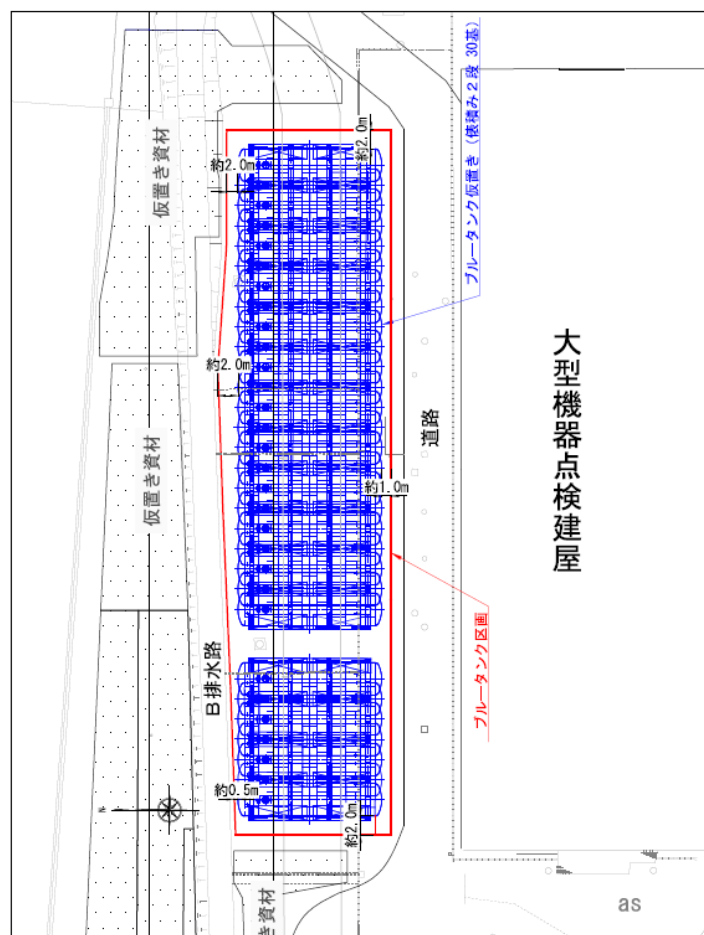 仮置き資材
約2.0m
約2.0m
ブルータンク仮置き（俵積み２段 30基）
約2.0m
仮置き資材
道路
大型機器点検建屋
約1.0m
ブルータンク区画
B排水路
約0.5m
約2.0m
き資材
N
as